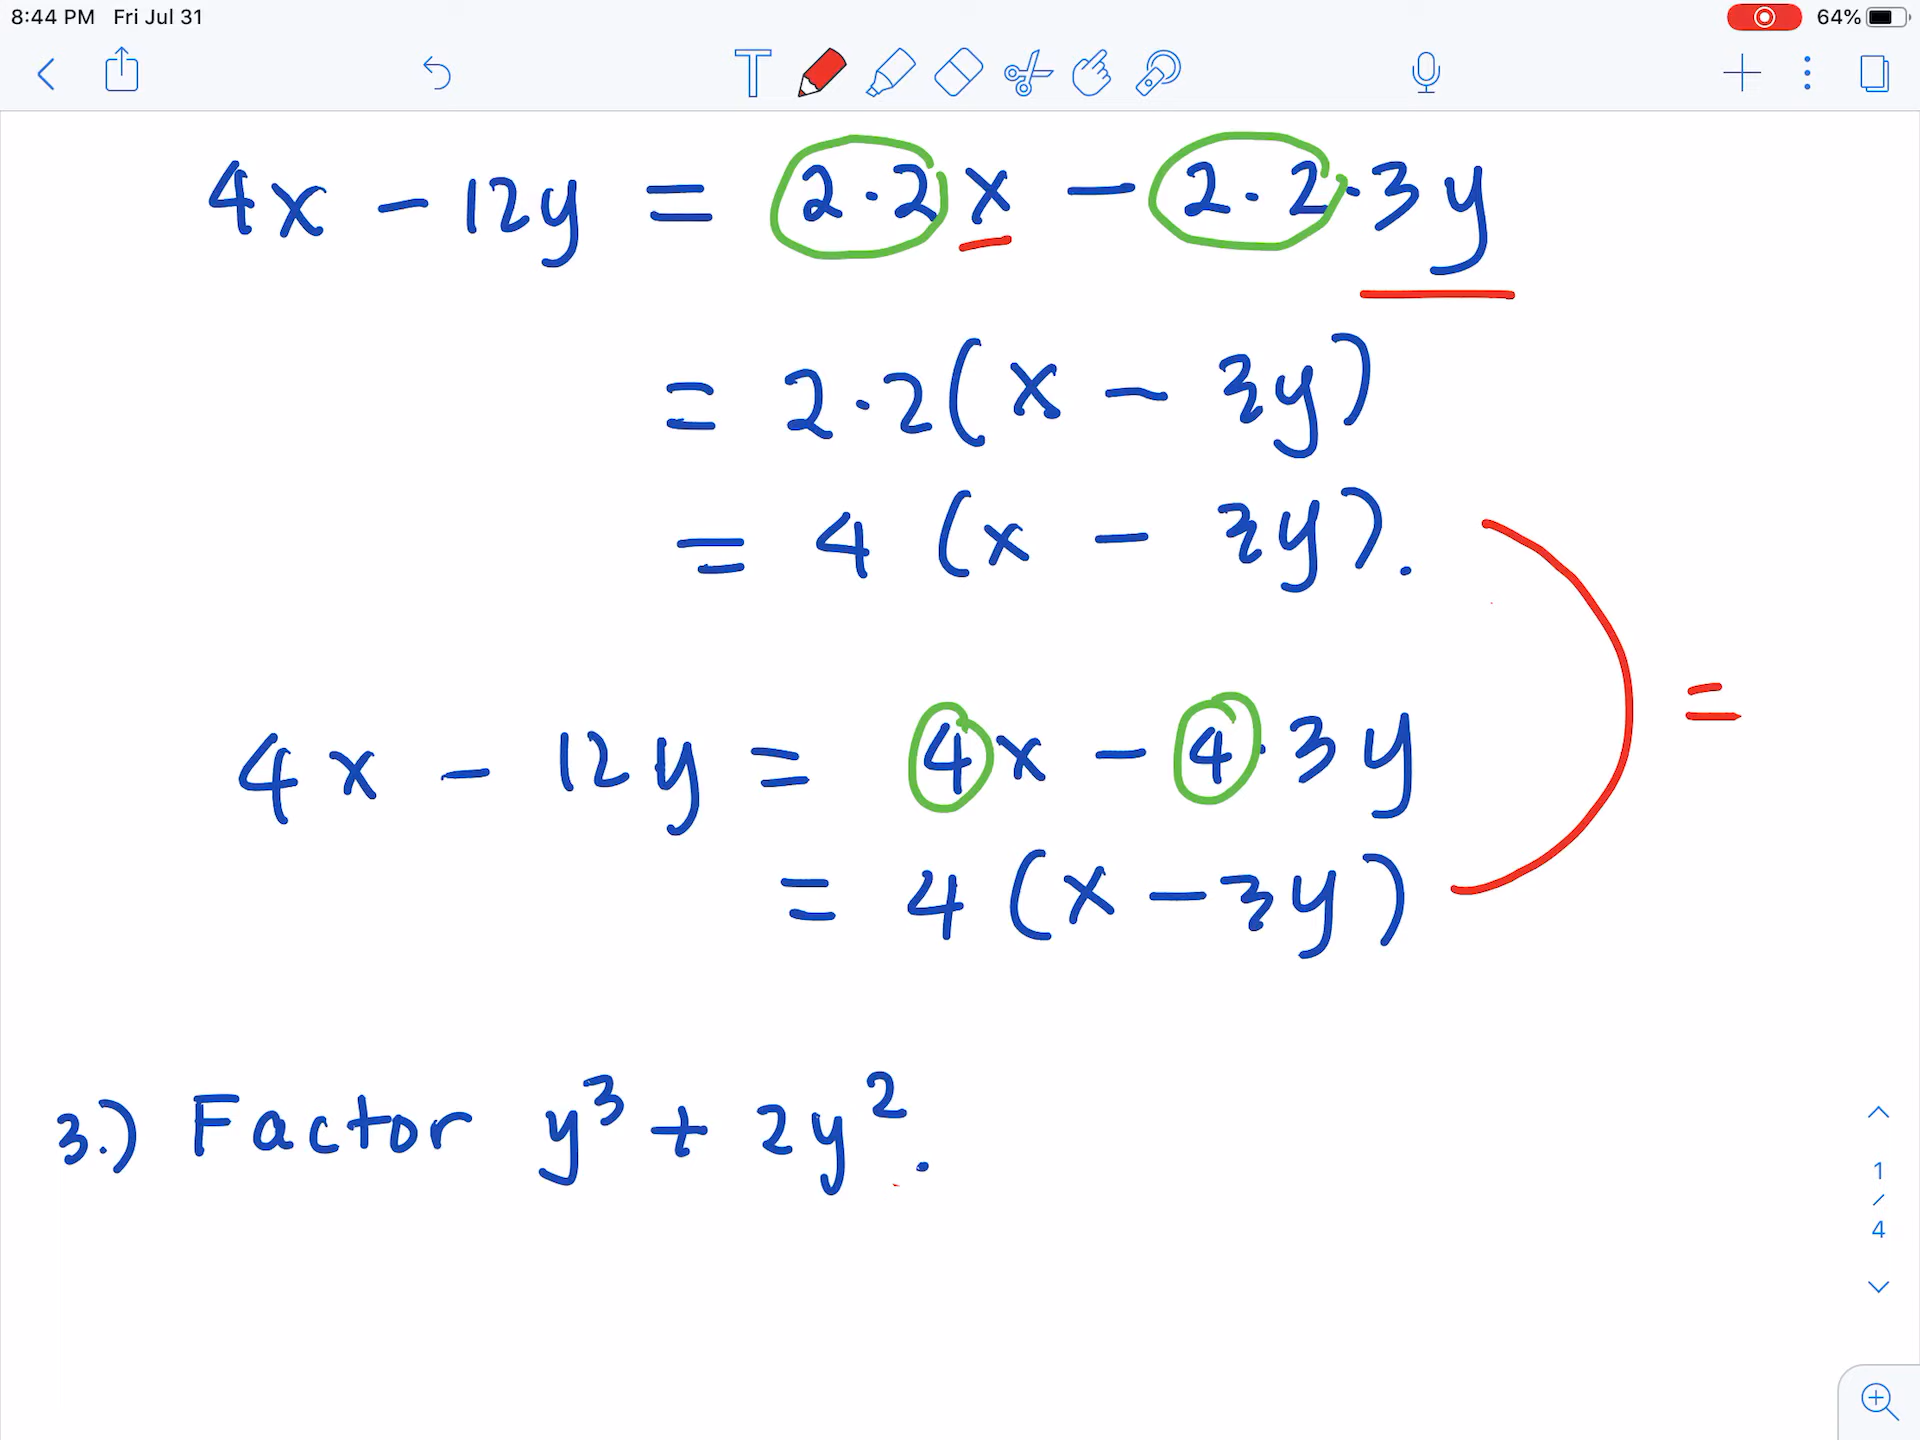 8:44 PM Fri Jul 31 64%
T
4x - 12y = 2·2 x - 2·2·3y
= 2·2(x - 3y)
= 4 (x - 3y).
=
4x - 12y = 4x - 4·3y
= 4 (x - 3y)
3.) Factor y³ + 2y².
1
/
4